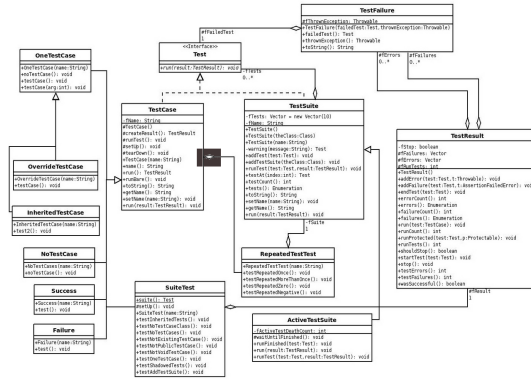 TestFailure
#fThrownException: Throwable
+TestFailure(failedTest:Test,thrownException:Throwable)
+failedTest(): Test
+thrownException(): Throwable
+toString(): String
#fFailedTest
1
<<Interface>>
Test
+run(result:TestResult): void
-fTests
0..*
#fErrors
0..*
#fFailures
0..*
OneTestCase
+OneTestCase(name:String)
+noTestCase(): void
+testCase(): void
+testCase(arg:int): void
TestCase
-fName: String
+TestCase()
#createResult(): TestResult
#runTest(): void
#setUp(): void
#tearDown(): void
+TestCase(name:String)
+name(): String
+run(): TestResult
+runBare(): void
+toString(): String
+getName(): String
+setName(name:String): void
+run(result:TestResult): void
TestSuite
-fTests: Vector = new Vector(10)
-fName: String
+TestSuite()
+TestSuite(theClass:Class)
+TestSuite(name:String)
-warning(message:String): Test
+addTest(test:Test): void
+addTestSuite(theClass:Class): void
+runTest(test:Test,result:TestResult): void
+testAt(index:int): Test
+testCount(): int
+tests(): Enumeration
+toString(): String
+setName(name:String): void
+getName(): String
+run(result:TestResult): void
TestResult
-fStop: boolean
#fFailures: Vector
#fErrors: Vector
#fRunTests: int
+TestResult()
+addError(test:Test,t:Throwable): void
+addFailure(test:Test,t:AssertionFailedError): void
+endTest(test:Test): void
+errorCount(): int
+errors(): Enumeration
+failureCount(): int
+failures(): Enumeration
+run(test:TestCase): void
+runCount(): int
+runProtected(test:Test,p:Protectable): void
+runTests(): int
+shouldStop(): boolean
+startTest(test:Test): void
+stop(): void
+testErrors(): int
+testFailures(): int
+wasSuccessful(): boolean
OverrideTestCase
+OverrideTestCase(name:String)
+testCase(): void
InheritedTestCase
+InheritedTestCase(name:String)
+test2(): void
NoTestCase
+NoTestCases(name:String)
+noTestCase(): void
Success
+Success(name:String)
+test(): void
Failure
+Failure(name:String)
+test(): void
SuiteTest
+suite(): Test
#setUp(): void
+SuiteTest(name:String)
+testInheritedTests(): void
+testNoTestCaseClass(): void
+testNoTestCases(): void
+testNotExistingTestCase(): void
+testNotPublicTestCase(): void
+testNotVoidTestCase(): void
+testOneTestCase(): void
+testShadowedTests(): void
+testAddTestSuite(): void
-fSuite
1
RepeatedTestTest
+RepeatedTestTest(name:String)
+testRepeatedOnce(): void
+testRepeatedMoreThanOnce(): void
+testRepeatedZero(): void
+testRepeatedNegative(): void
#fResult
1
ActiveTestSuite
-fActiveTestDeathCount: int
#waitUntilFinished(): void
+runFinished(test:Test): void
+run(result:TestResult): void
+runTest(test:Test,result:TestResult): void